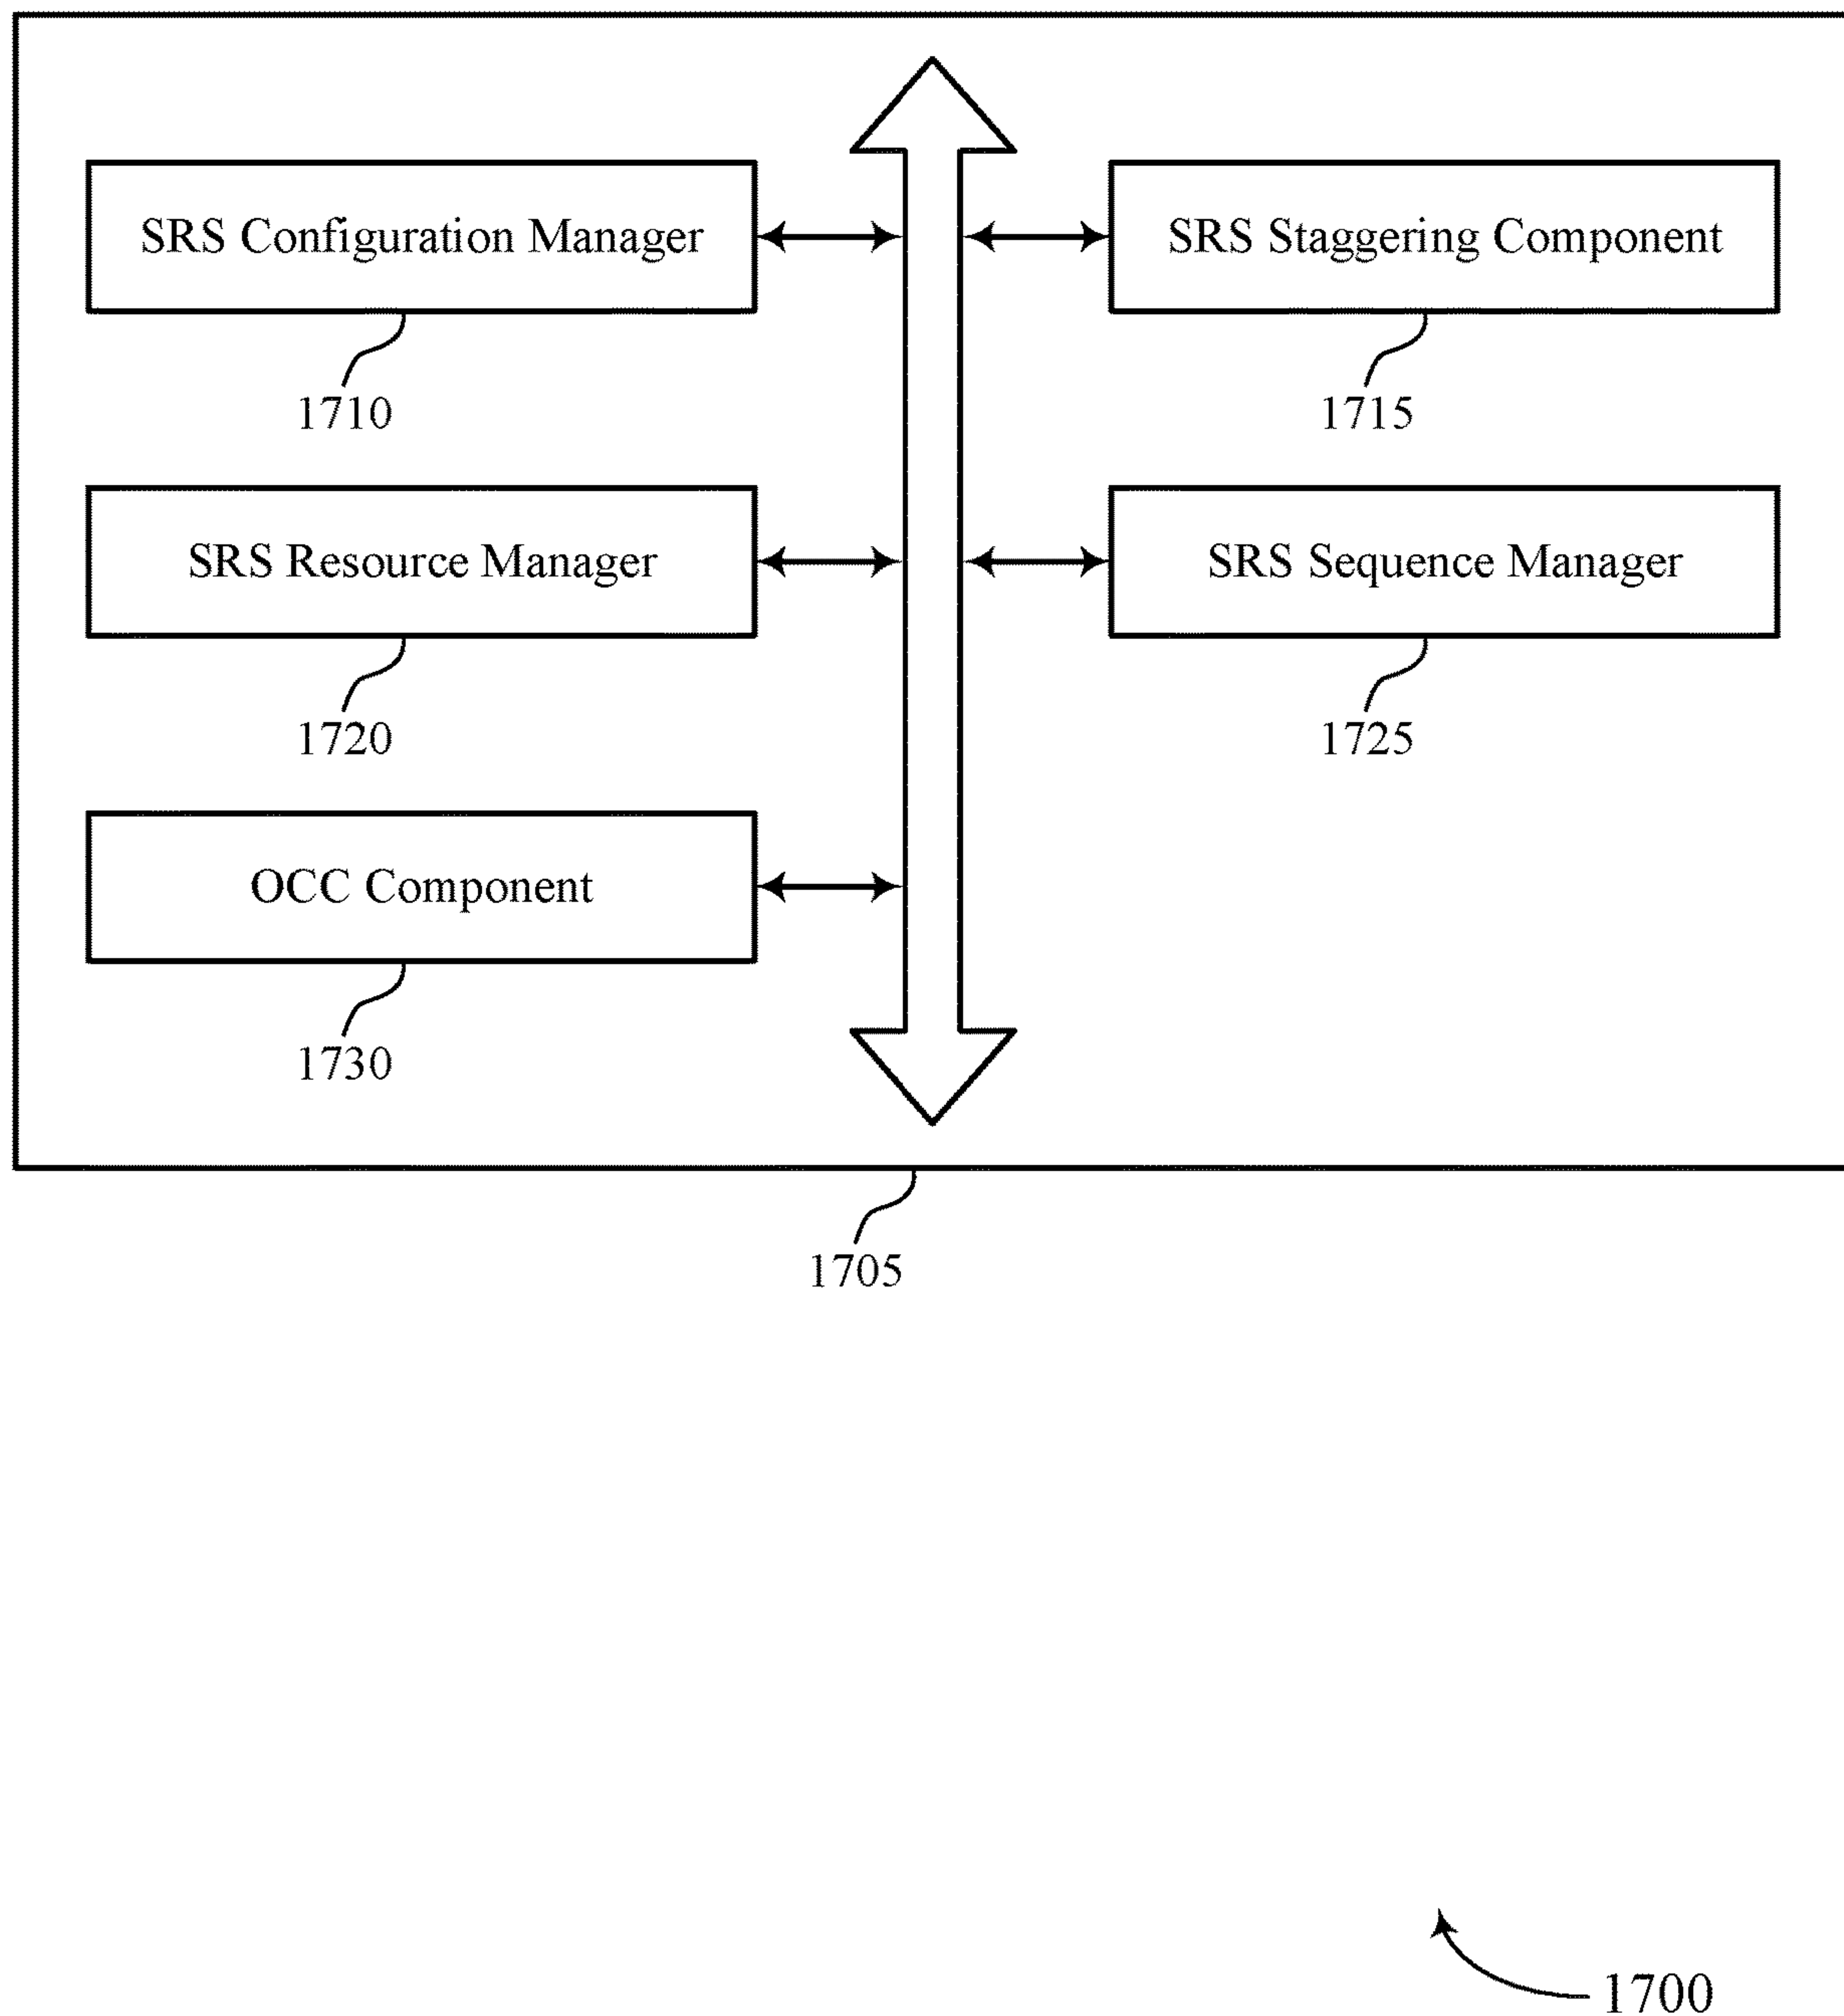 SRS Configuration Manager
SRS Staggering Component
1710
1715
SRS Resource Manager
SRS Sequence Manager
1720
1725
OCC Component
1730
1705
1700